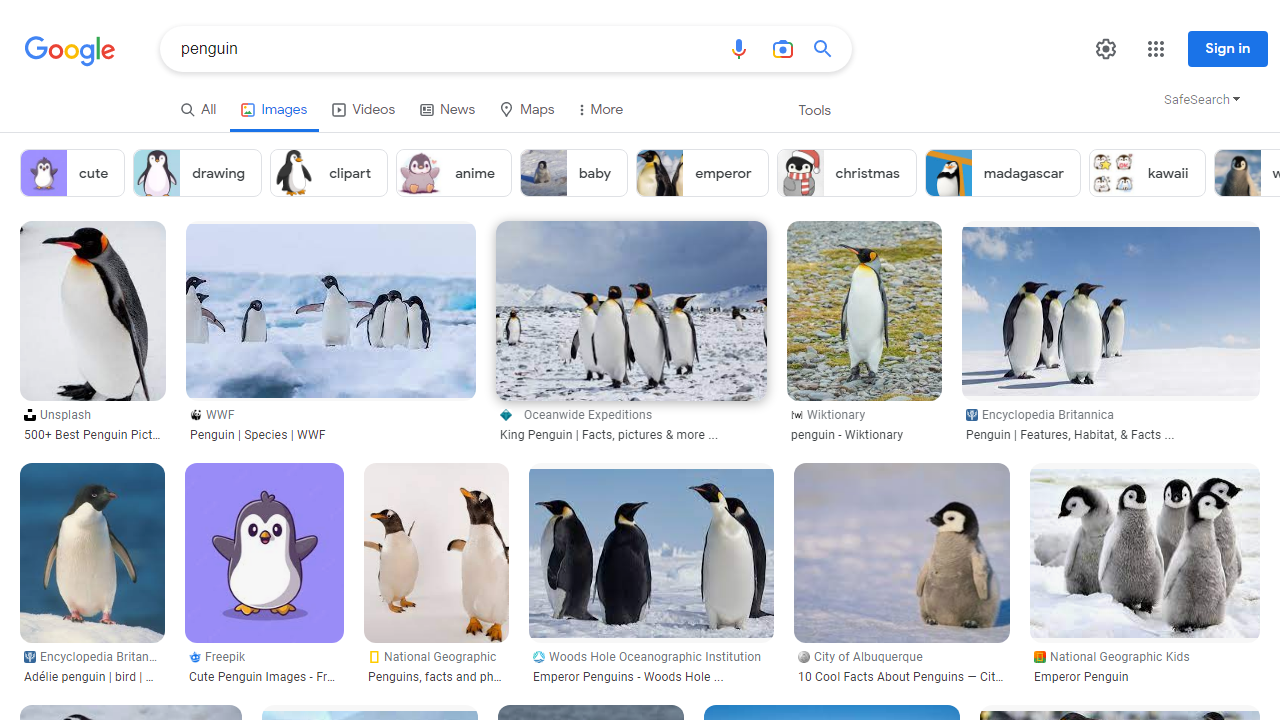 Google
penguin
Sign in
All
Images
Videos
News
Maps
More
Tools
SafeSearch
cute
drawing
clipart
anime
baby
emperor
christmas
madagascar
kawaii
Unsplash
500+ Best Penguin Pict...
WWF
Penguin | Species | WWF
Oceanwide Expeditions
King Penguin | Facts, pictures & more ...
Wiktionary
penguin - Wiktionary
Encyclopedia Britannica
Penguin | Features, Habitat, & Facts ...
Encyclopedia Britan...
Adélie penguin | bird | ...
Freepik
Cute Penguin Images - Fr...
National Geographic
Penguins, facts and ph...
Woods Hole Oceanographic Institution
Emperor Penguins - Woods Hole ...
City of Albuquerque
10 Cool Facts About Penguins — Cit...
National Geographic Kids
Emperor Penguin